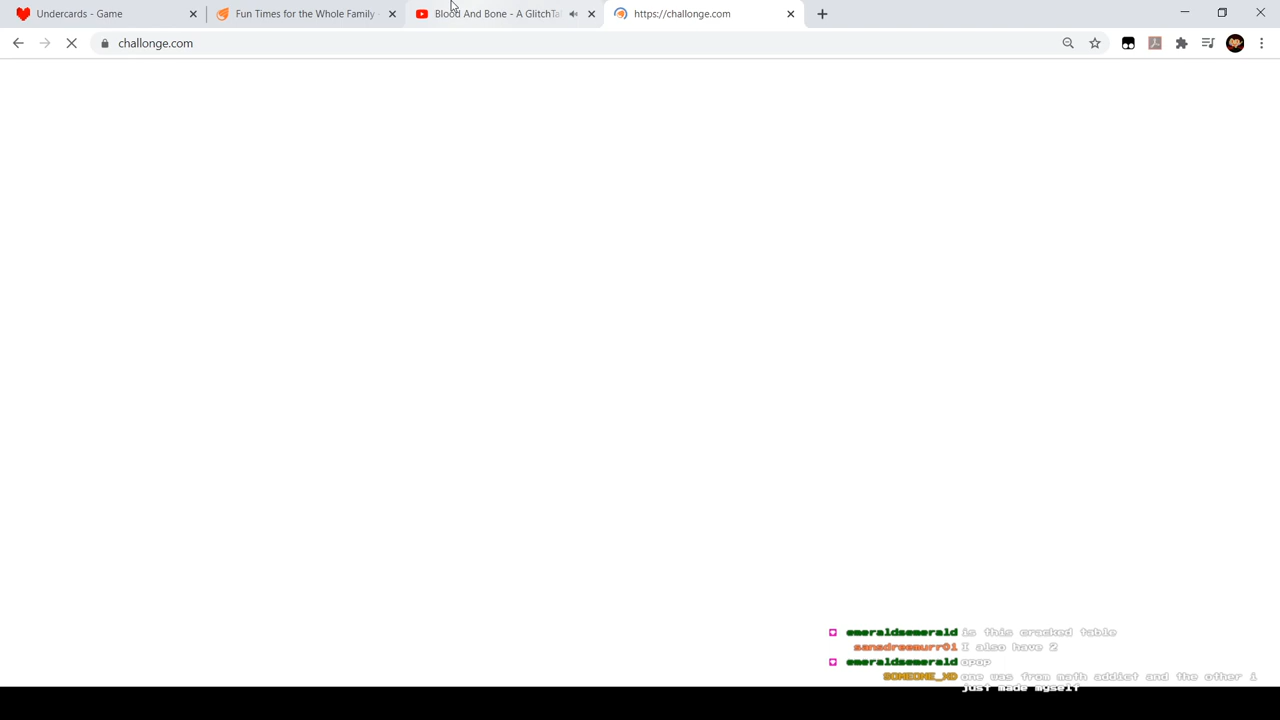 Undercards - Game
Fun Times for the Whole Family -
Blood And Bone - A GlitchTal
https://challonge.com
challonge.com
emeraldsemerald is this cracked table
sansdreemurr01 I also have 2
emeraldsemerald opop
SOMEONE_XD one was from math addict and the other i
just made myself